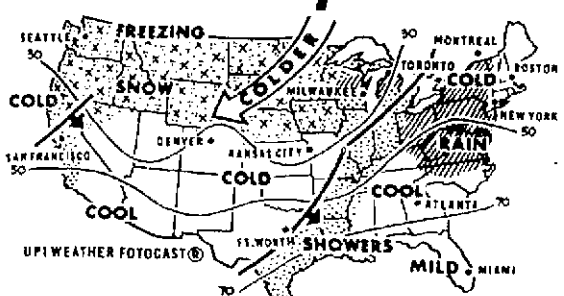 FREEZING
SEATTLE
30
COLDER
30
MONTREAL
TORONTO
BOSTON
COLD
SNOW
MILWAUKEE
COLD
NEW YORK
50
DENVER
KANSAS CITY
RAIN
SAN FRANCISCO
50
COLD
COOL
COOL
ATLANTA
70
FT. WORTH
SHOWERS
UPI WEATHER FOTOCAST®
MILD
MIAMI
70